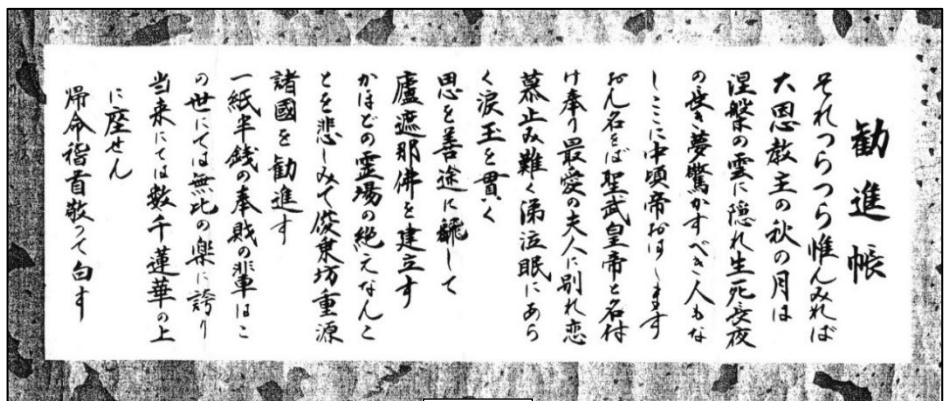 勧進帳
それつらつら惟んみれば
大恩教主の秋の月は
涅槃の雲に隠れ生死長夜
の長き夢驚かすべき人もな
しここに中頃帝おはします
おん名をば聖武皇帝と名付
け奉り最愛の夫人に別れ恋
慕止み難く涕泣眠にあら
く涙玉を貫く
思を善途に飜して
盧遮那佛を建立す
かほどの霊場の絶えなんこ
とを悲しみて俊乗坊重源
諸國を勧進す
一紙半銭の奉財の輩はこ
の世にては無比の楽に誇り
当来にては数千蓮華の上
に座せん
帰命稽首敬って白す